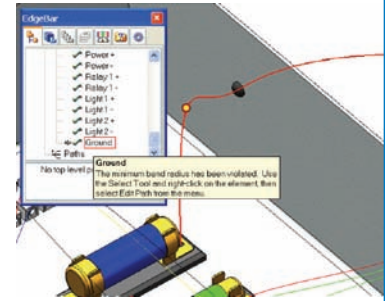 EdgeBar
Power+
Power-
Relay 1 +
Relay 1 -
Light 1 +
Light 1 -
Light 2 +
Light 2 -
Ground
Paths
No top level p
Ground
The minimum bend radius has been violated. Use
the Select Tool and right-click on the element, then
select Edit Path from the menu.